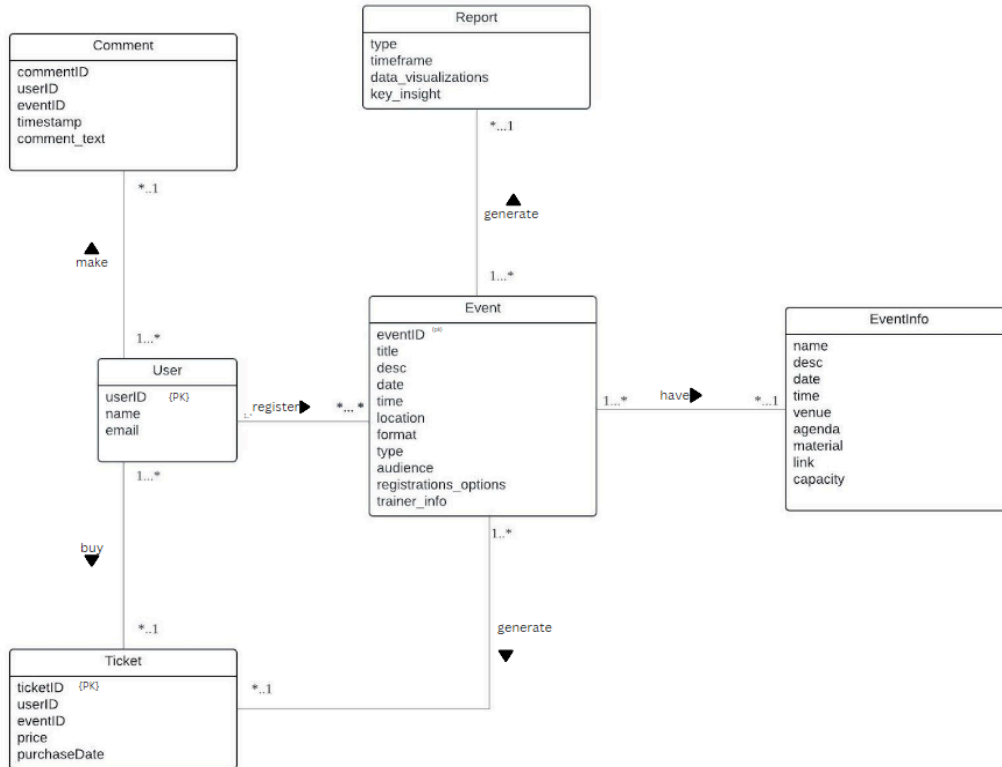 Comment
commentID
userID
eventID
timestamp
comment_text
*..1
make
1...*
Report
type
timeframe
data_visualizations
key_insight
*...1
generate
1...*
User
userID {PK}
name
email
1...*
register
*... *
Event
eventID
title
desc
date
time
location
format
type
audience
registrations_options
trainer_info
1...*
have
*...1
EventInfo
name
desc
date
time
venue
agenda
material
link
capacity
buy
*..1
1..*
generate
*..1
Ticket
ticketID {PK}
userID
eventID
price
purchaseDate